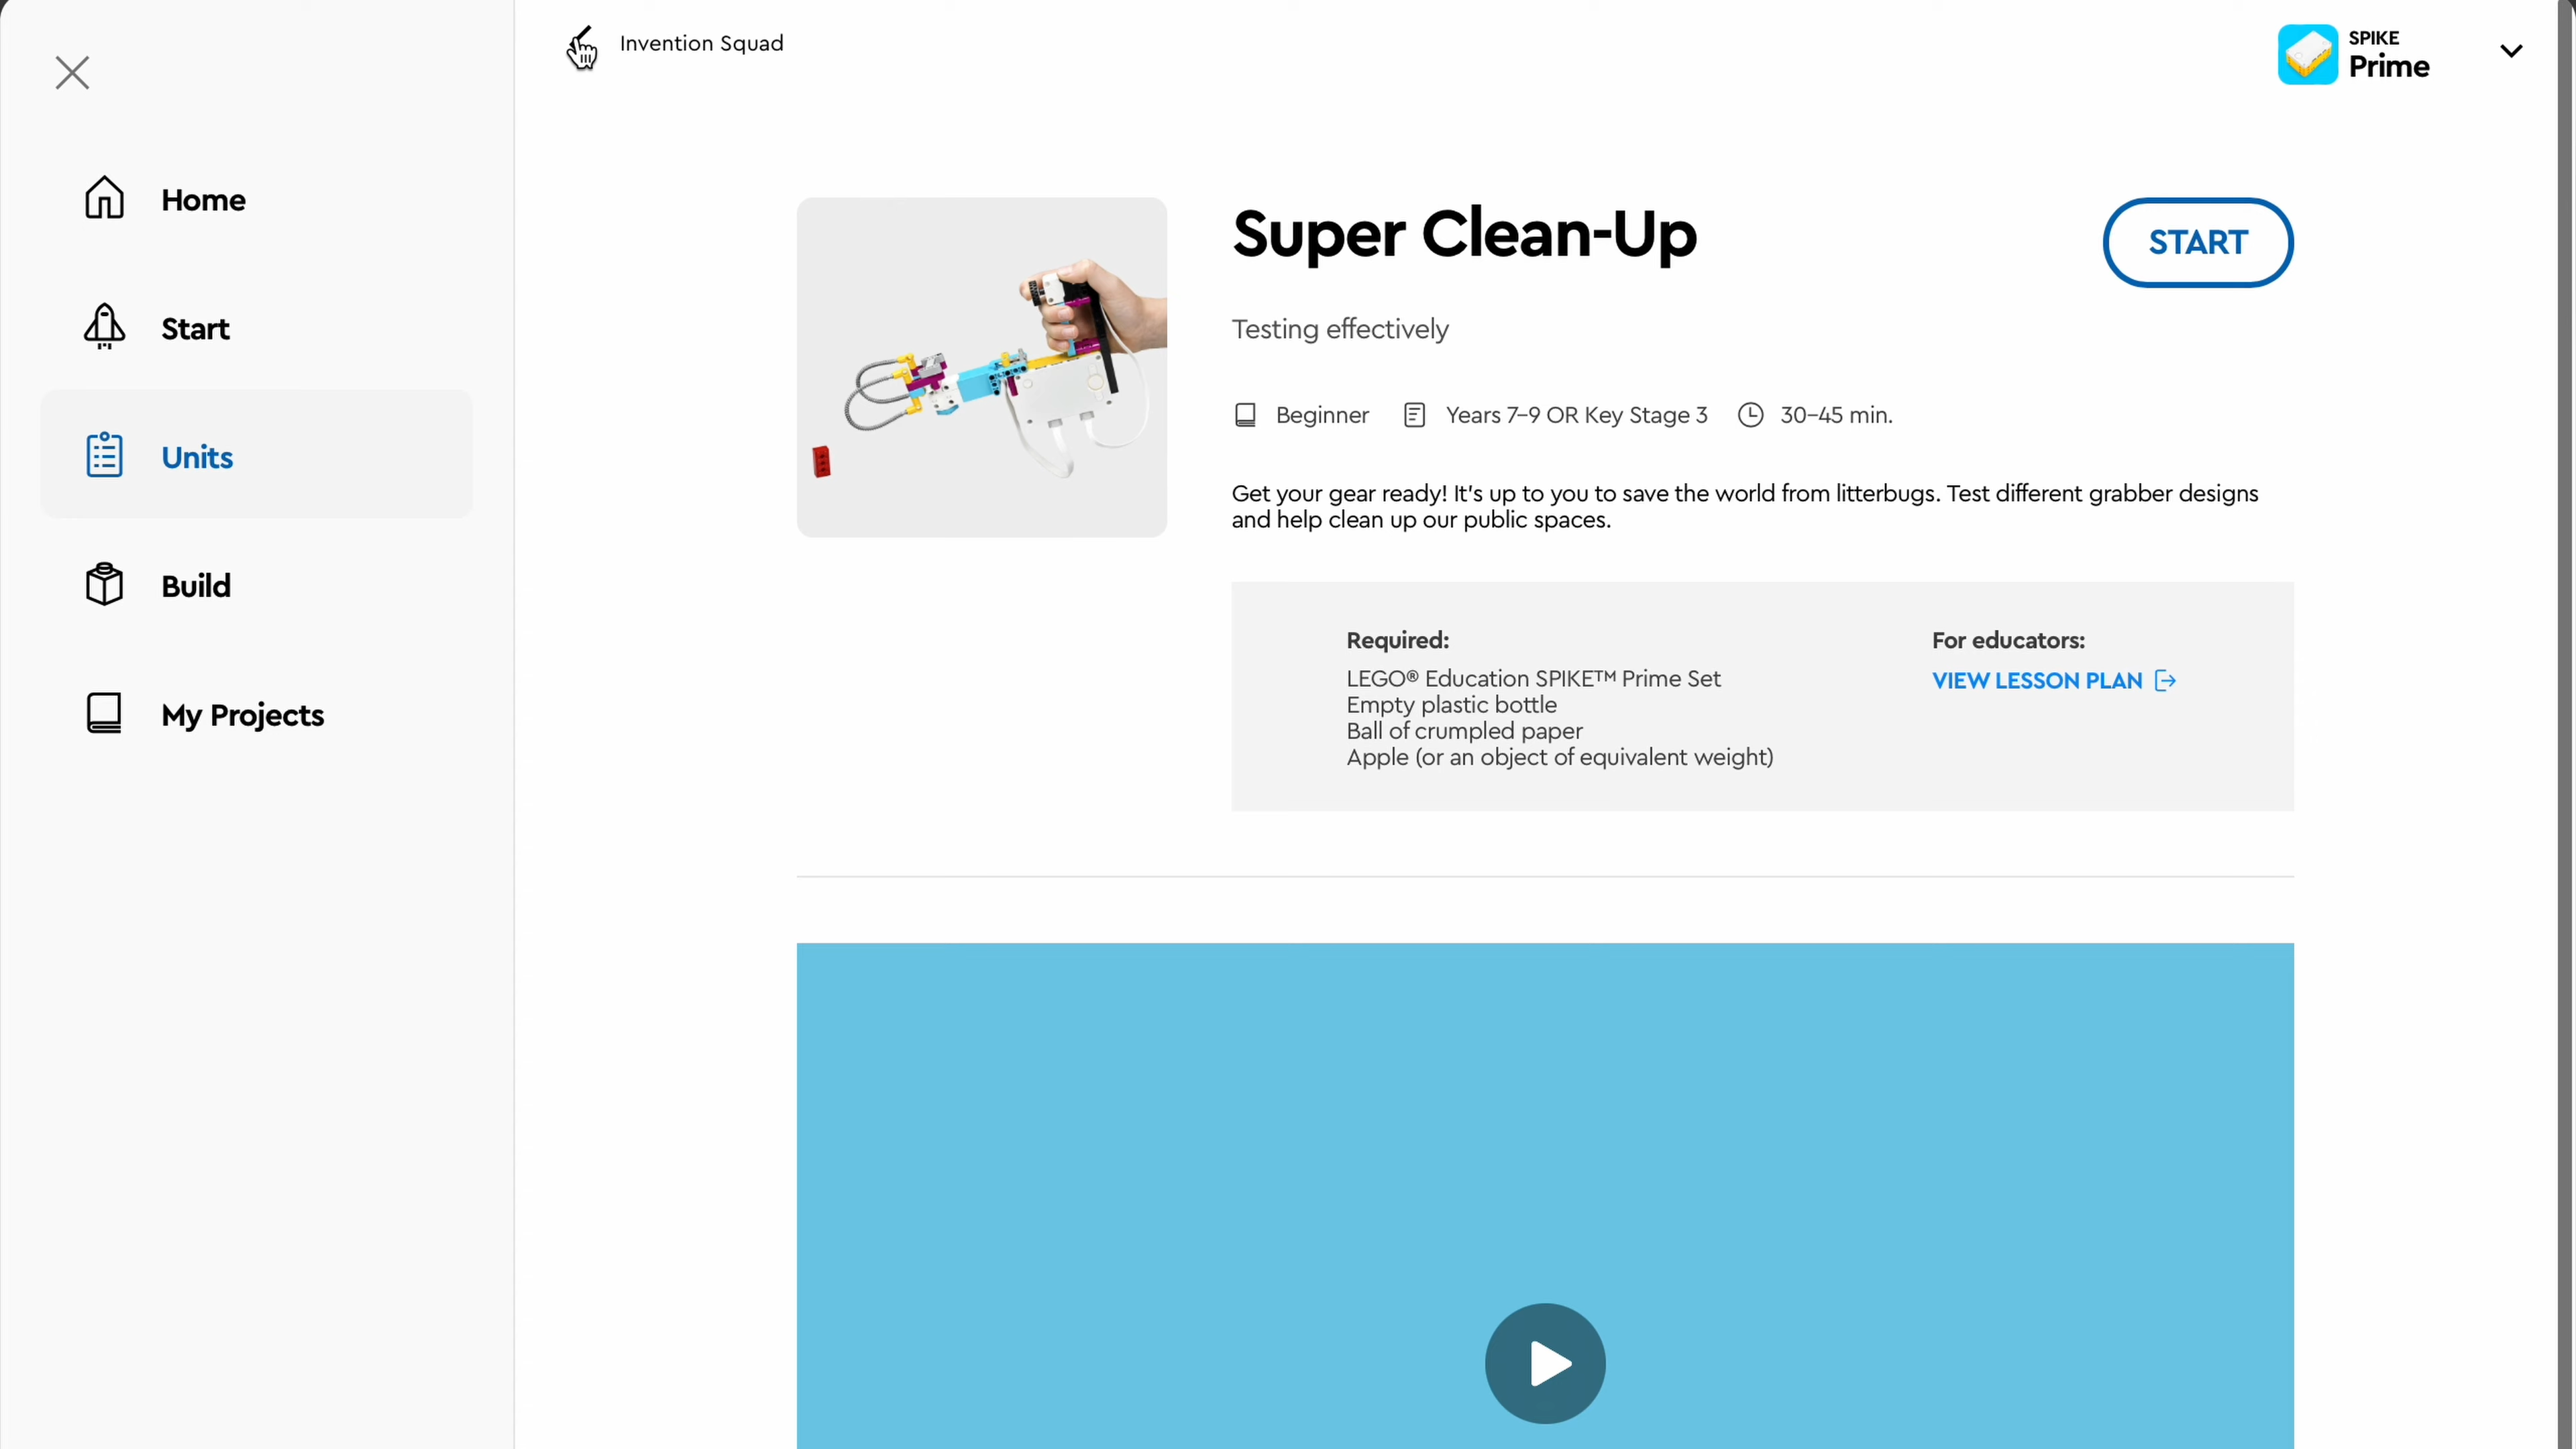 Invention Squad
SPIKE
Prime
Home
Start
Units
Build
My Projects
Super Clean-Up
START
Testing effectively
Beginner
Years 7–9 OR Key Stage 3
30–45 min.
Get your gear ready! It's up to you to save the world from litterbugs. Test different grabber designs
and help clean up our public spaces.
Required:
LEGO® Education SPIKE™ Prime Set
Empty plastic bottle
Ball of crumpled paper
Apple (or an object of equivalent weight)
For educators:
VIEW LESSON PLAN